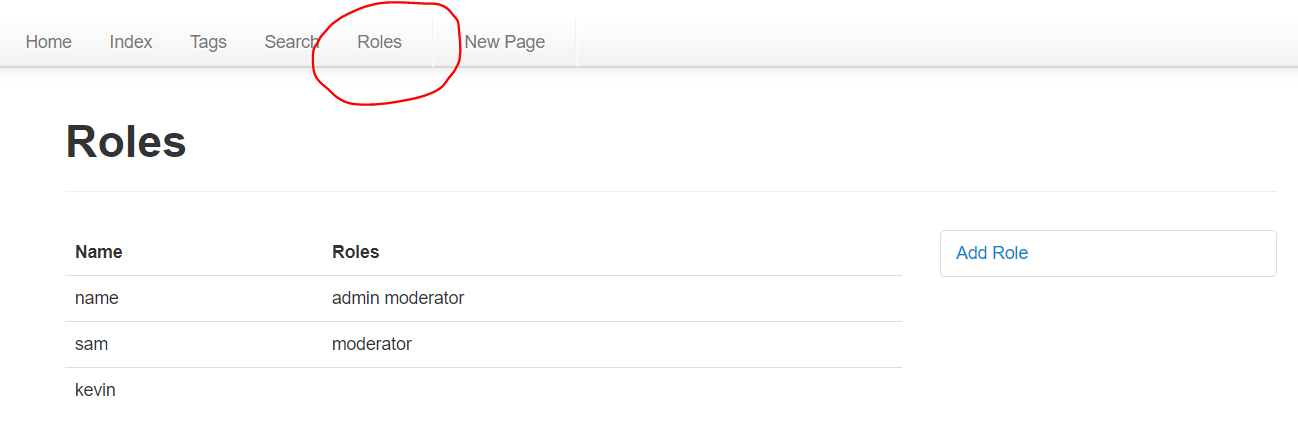 Home Index Tags Search Roles New Page
Roles
Name Roles
Add Role
name admin moderator
sam moderator
kevin